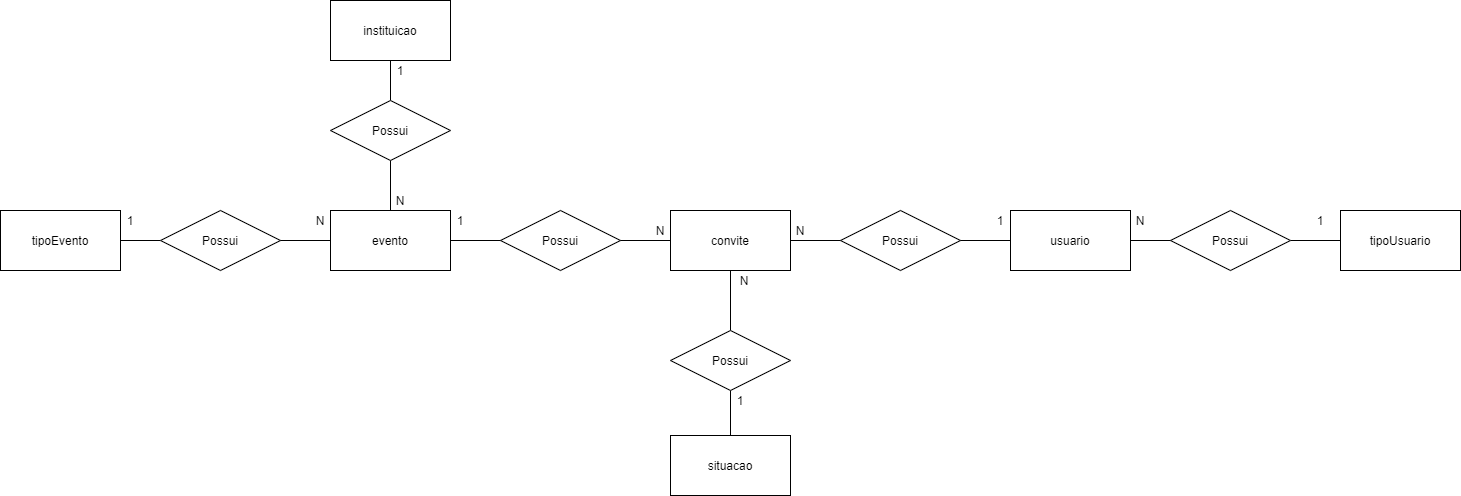 instituicao
1
Possui
N
tipoEvento
1
Possui
N
evento
1
Possui
N
convite
N
Possui
1
usuario
N
Possui
1
tipoUsuario
N
Possui
1
situacao